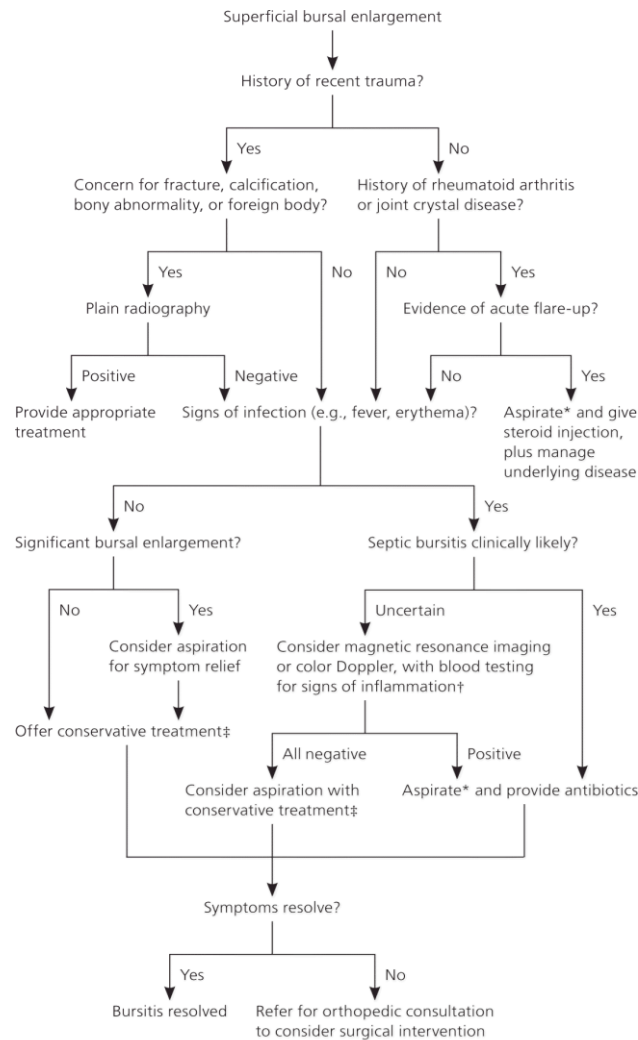 Superficial bursal enlargement
History of recent trauma?
Yes
No
Concern for fracture, calcification,
bony abnormality, or foreign body?
History of rheumatoid arthritis
or joint crystal disease?
Yes
No
No
Yes
Plain radiography
Evidence of acute flare-up?
Positive
Negative
No
Yes
Provide appropriate
treatment
Signs of infection (e.g., fever, erythema)?
Aspirate* and give
steroid injection,
plus manage
underlying disease
No
Yes
Significant bursal enlargement?
Septic bursitis clinically likely?
No
Yes
Uncertain
Yes
Consider aspiration
for symptom relief
Consider magnetic resonance imaging
or color Doppler, with blood testing
for signs of inflammation†
Offer conservative treatment‡
All negative
Positive
Consider aspiration with
conservative treatment‡
Aspirate* and provide antibiotics
Symptoms resolve?
Yes
No
Bursitis resolved
Refer for orthopedic consultation
to consider surgical intervention